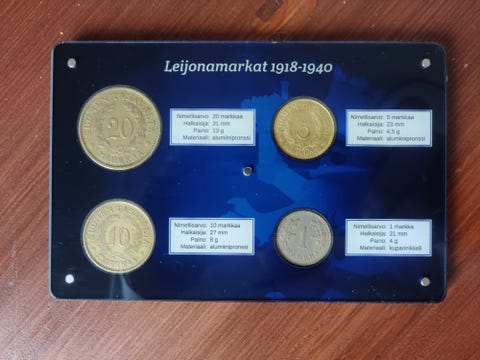 Leijonamarkat 1918-1940
20
MARKKAA
Nimellisarvo: 20 markkaa
Halkaisija: 31 mm
Paino: 13 g
Materiaali: alumiinipronssi
5
Nimellisarvo: 5 markkaa
Halkaisija: 23 mm
Paino: 4,5 g
Materiaali: alumiinipronssi
10
Nimellisarvo: 10 markkaa
Halkaisija: 27 mm
Paino: 8 g
Materiaali: alumiinipronssi
1
Nimellisarvo: 1 markka
Halkaisija: 21 mm
Paino: 4 g
Materiaali: kuparinikkeli